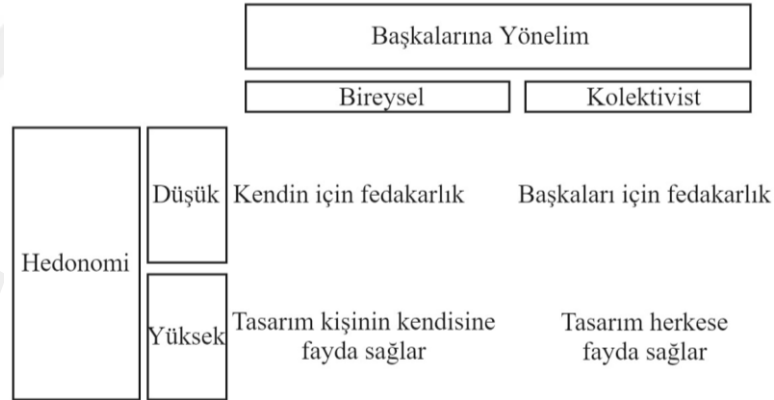 Başkalarına Yönelim
Bireysel
Kolektivist
Hedonomi
Düşük
Kendin için fedakarlık
Başkaları için fedakarlık
Yüksek
Tasarım kişinin kendisine
fayda sağlar
Tasarım herkese
fayda sağlar